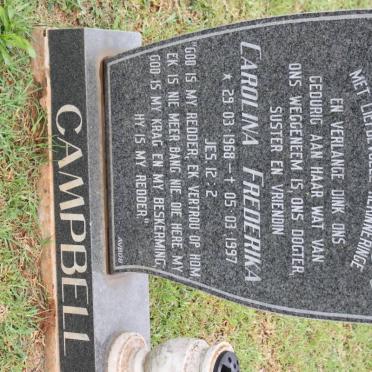 MET LIEFDEVOLLE HERINNERINGE
EN VERLANGE DINK ONS
GEDURIG AAN HAAR WAT VAN
ONS WEGGENEEM IS, ONS DOGTER,
SUSTER EN VRIENDIN
CAROLINA FREDERIKA
* 29·03·1968 — † 05·03·1997
JES. 12 : 2
"GOD IS MY REDDER, EK VERTROU OP HOM,
EK IS NIE MEER BANG NIE. DIE HERE, MY
GOD IS MY KRAG EN MY BESKERMING,
HY IS MY REDDER."
AVBOB
CAMPBELL